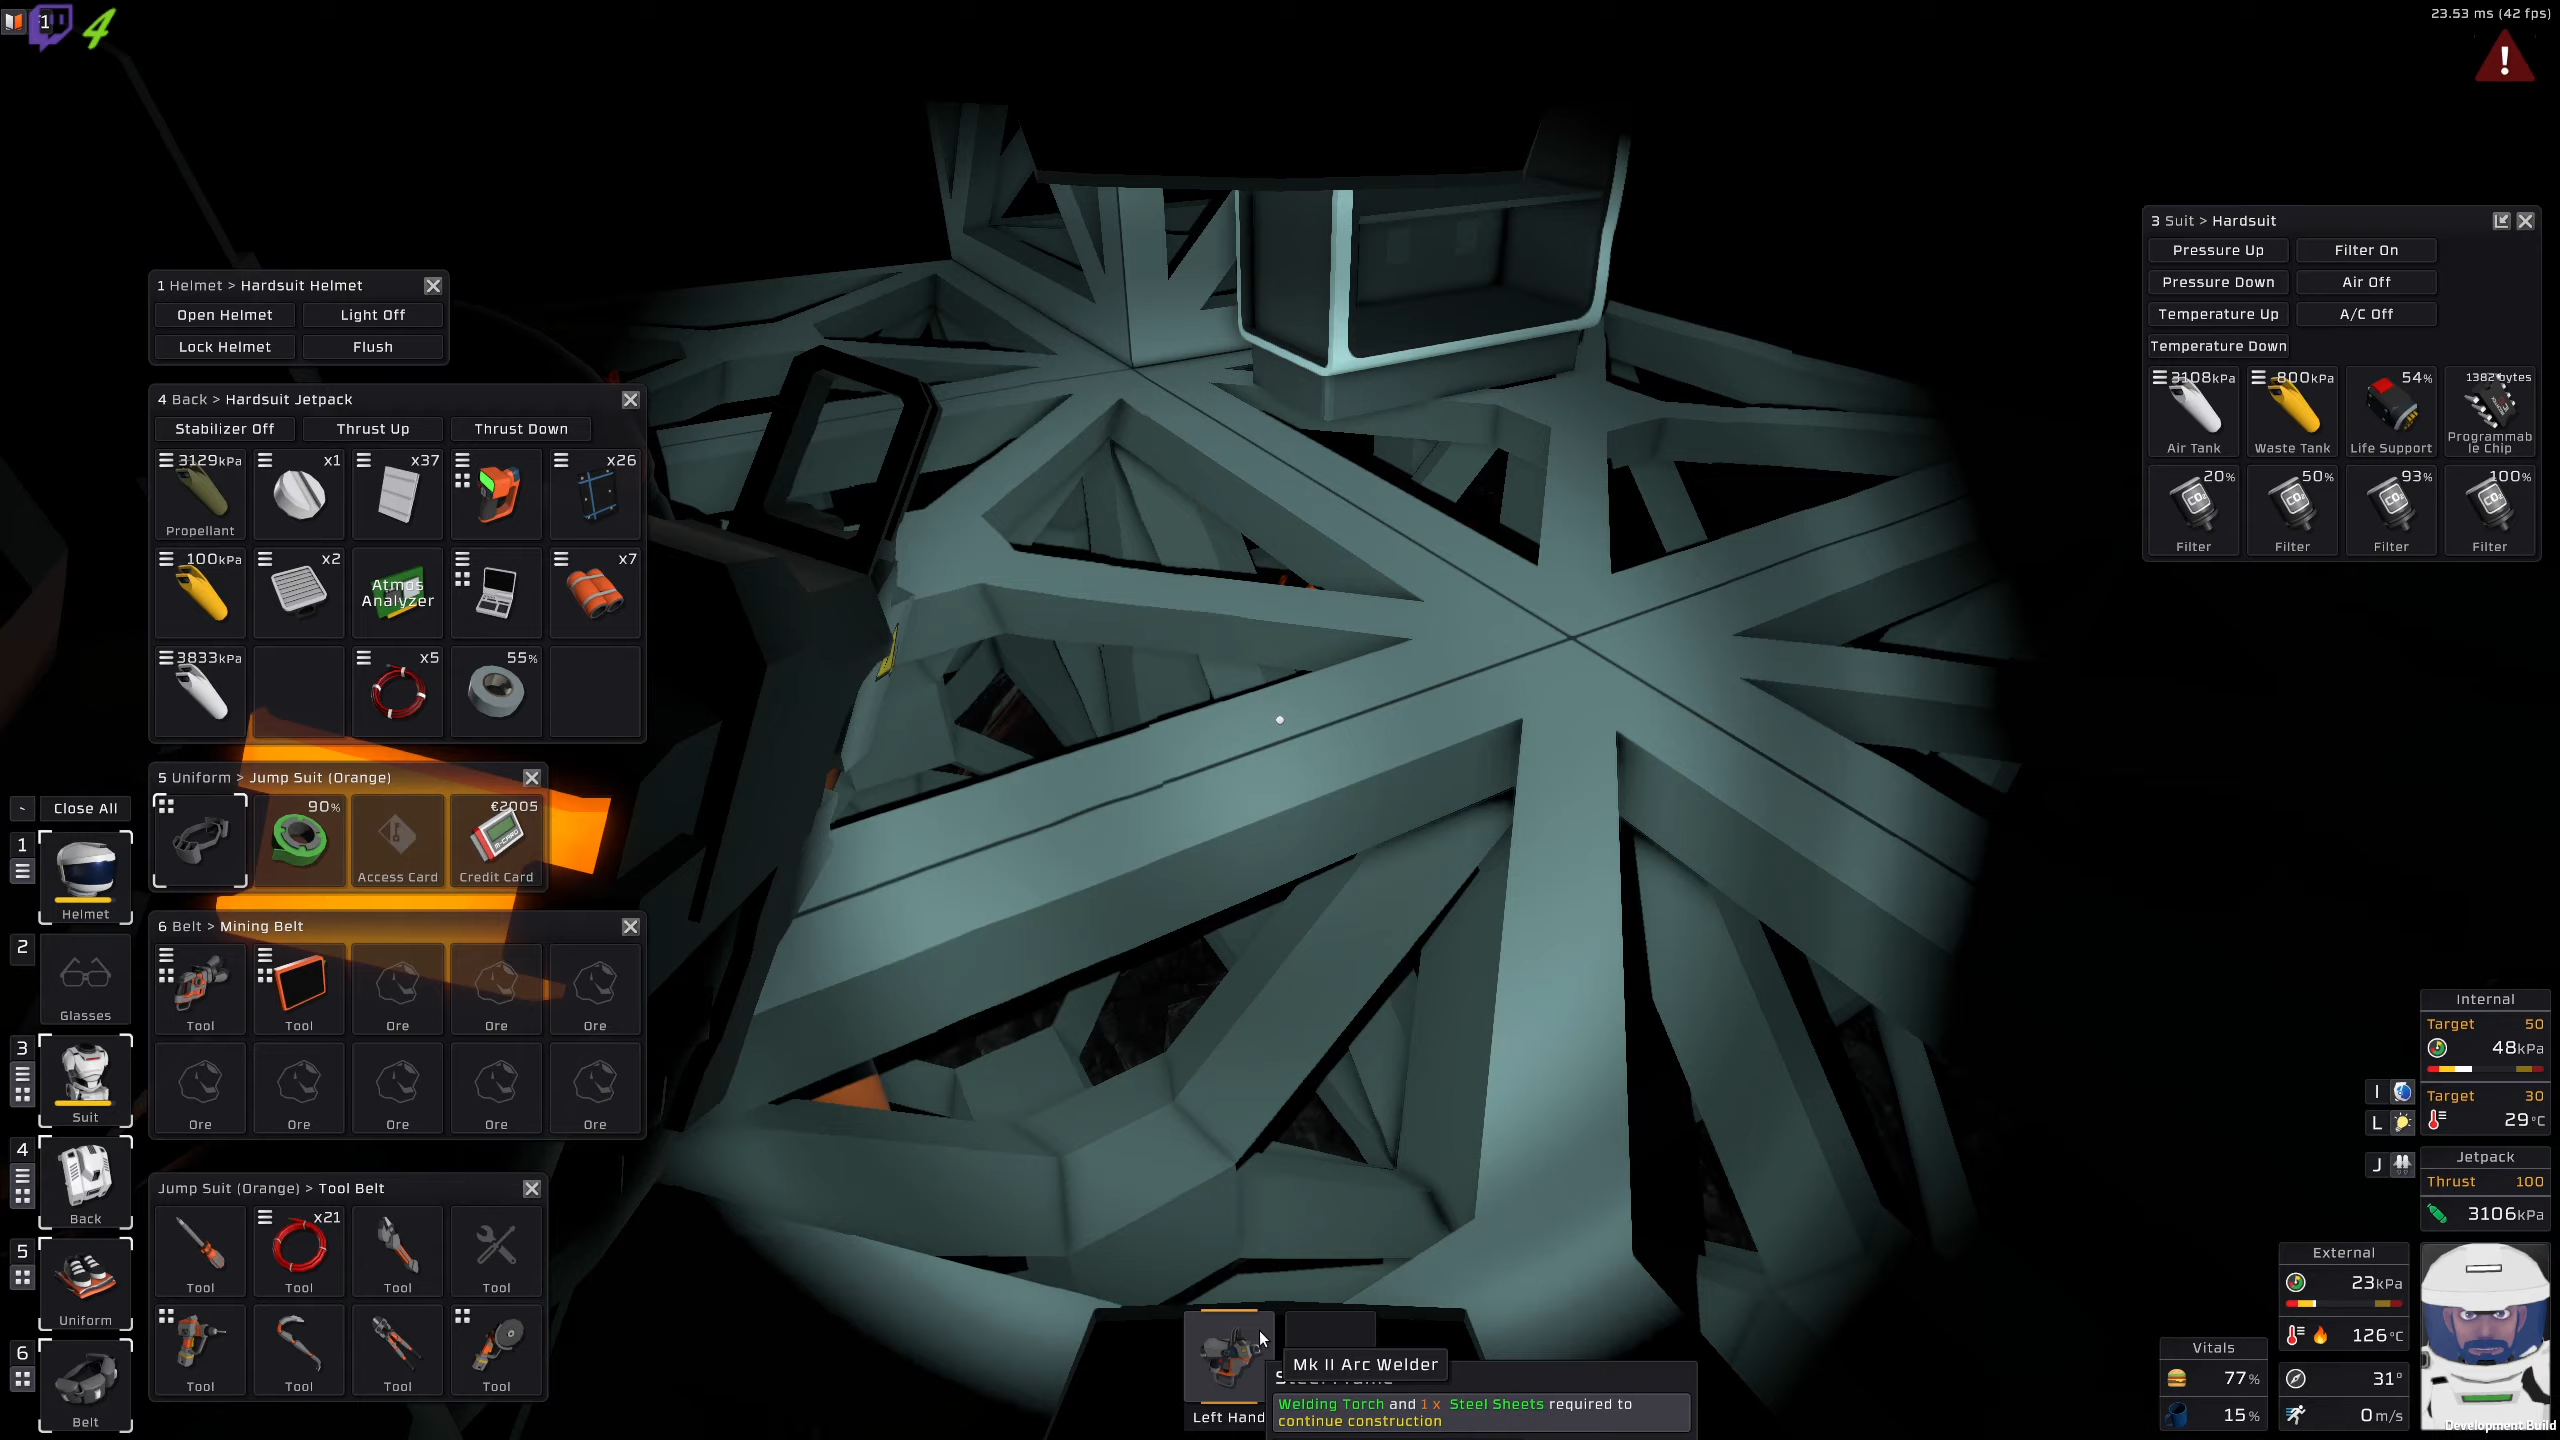 1
4
23.53 ms (42 fps)
!
1 Helmet > Hardsuit Helmet
Open Helmet
Light Off
Lock Helmet
Flush
4 Back > Hardsuit Jetpack
Stabilizer Off
Thrust Up
Thrust Down
3129kPa
x1
x37
x26
Propellant
100kPa
x2
Atmos
Analyzer
x7
3833kPa
x5
55%
5 Uniform > Jump Suit (Orange)
90%
€2005
Access Card
Credit Card
6 Belt > Mining Belt
Tool
Tool
Ore
Ore
Ore
Ore
Ore
Ore
Ore
Ore
Jump Suit (Orange) > Tool Belt
x21
Tool
Tool
Tool
Tool
Tool
Tool
Tool
Tool
~
Close All
1
Helmet
2
Glasses
3
Suit
4
Back
5
Uniform
6
Belt
3 Suit > Hardsuit
Pressure Up
Filter On
Pressure Down
Air Off
Temperature Up
A/C Off
Temperature Down
3108kPa
800kPa
54%
1382bytes
Air Tank
Waste Tank
Life Support
Programmab
le Chip
20%
50%
93%
100%
Filter
Filter
Filter
Filter
Internal
Target 50
48kPa
Target 30
29°C
I
L
J
Jetpack
Thrust 100
3106kPa
External
23kPa
126°C
31°
0m/s
Vitals
77%
15%
Development Build
Left Hand
Mk II Arc Welder
Welding Torch and 1 x Steel Sheets required to
continue construction